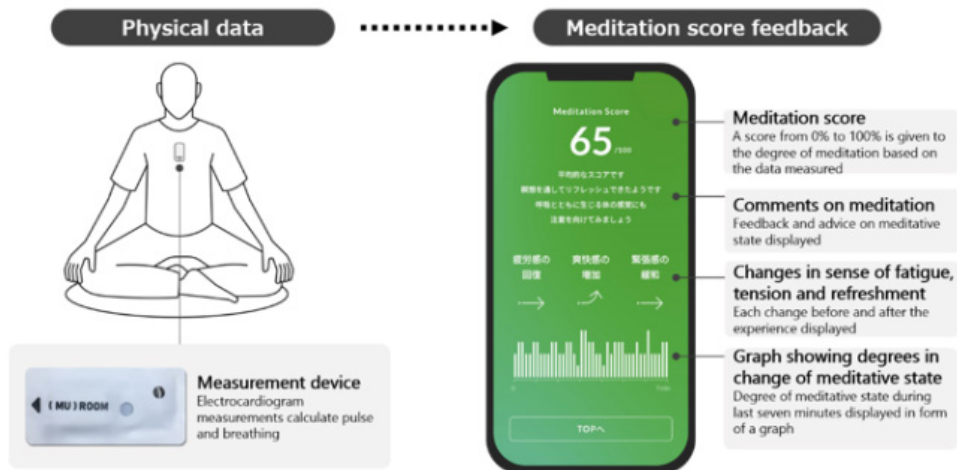 Physical data
Meditation score feedback
Meditation Score
65 /100
平均的なスコアです
瞑想を通してリフレッシュできたようです
呼吸とともに生じる体の感覚にも
注意を向けてみましょう
疲労感の
回復
爽快感の
増加
緊張感の
緩和
0
7min
TOPへ
Meditation score
A score from 0% to 100% is given to
the degree of meditation based on
the data measured
Comments on meditation
Feedback and advice on meditative
state displayed
Changes in sense of fatigue,
tension and refreshment
Each change before and after the
experience displayed
Graph showing degrees in
change of meditative state
Degree of meditative state during
last seven minutes displayed in form
of a graph
(MU)ROOM
Measurement device
Electrocardiogram
measurements calculate pulse
and breathing